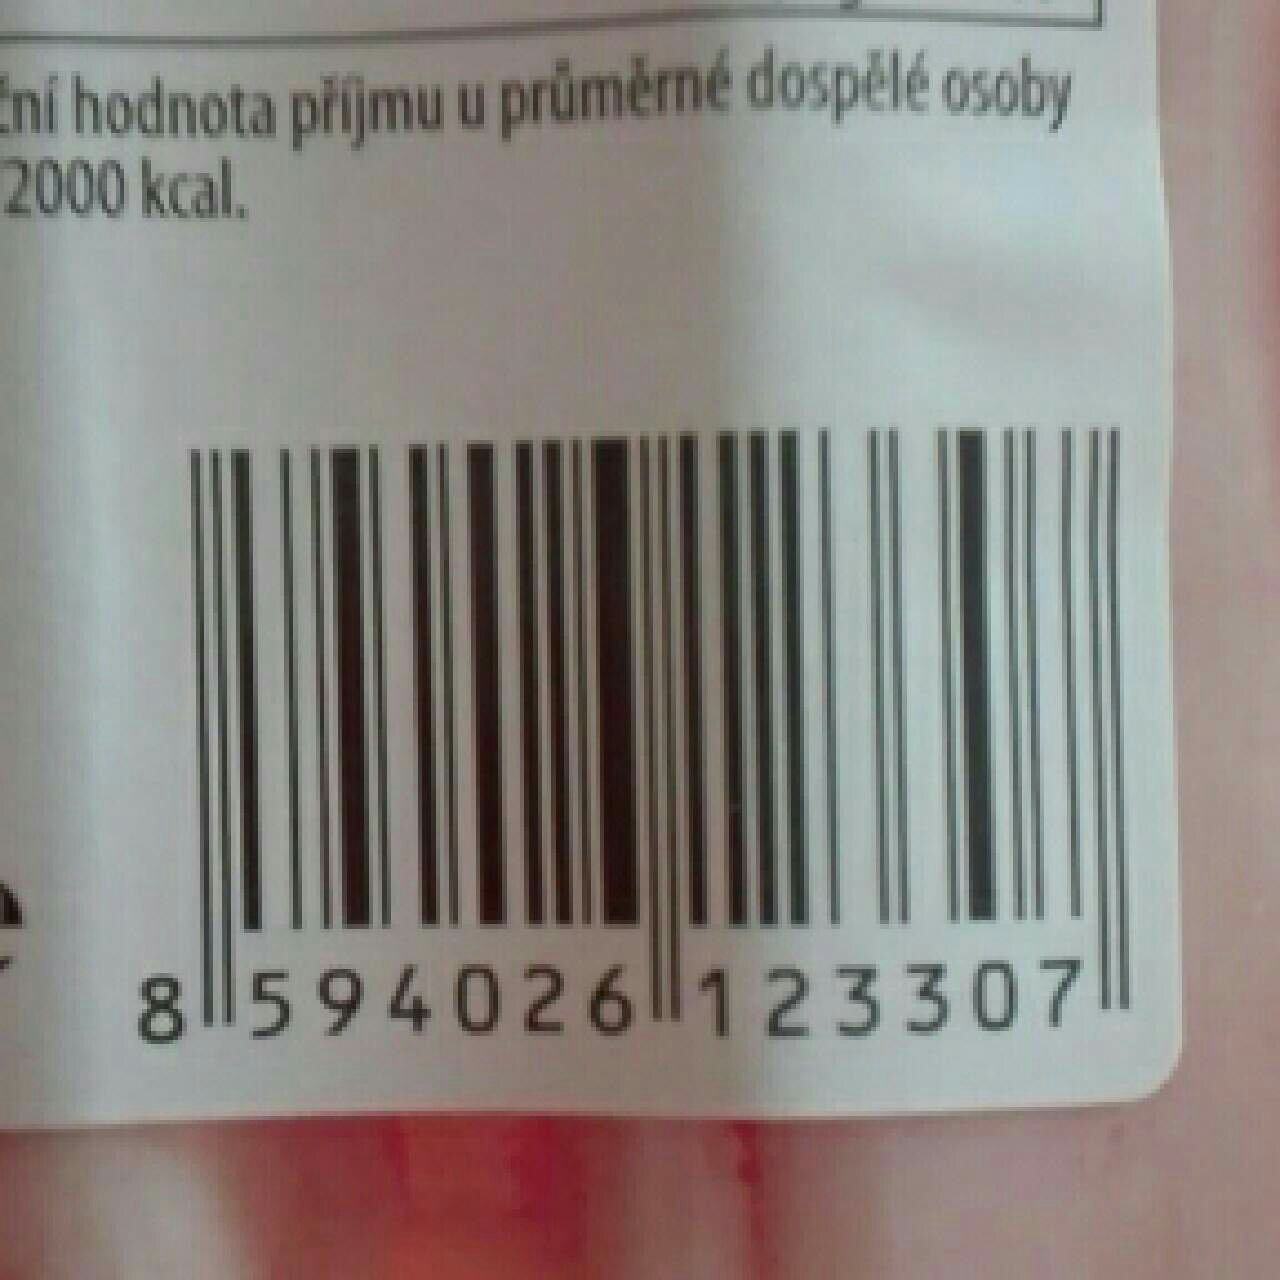 ční hodnota příjmu u průměrné dospělé osoby
2000 kcal.
8 594026 123307